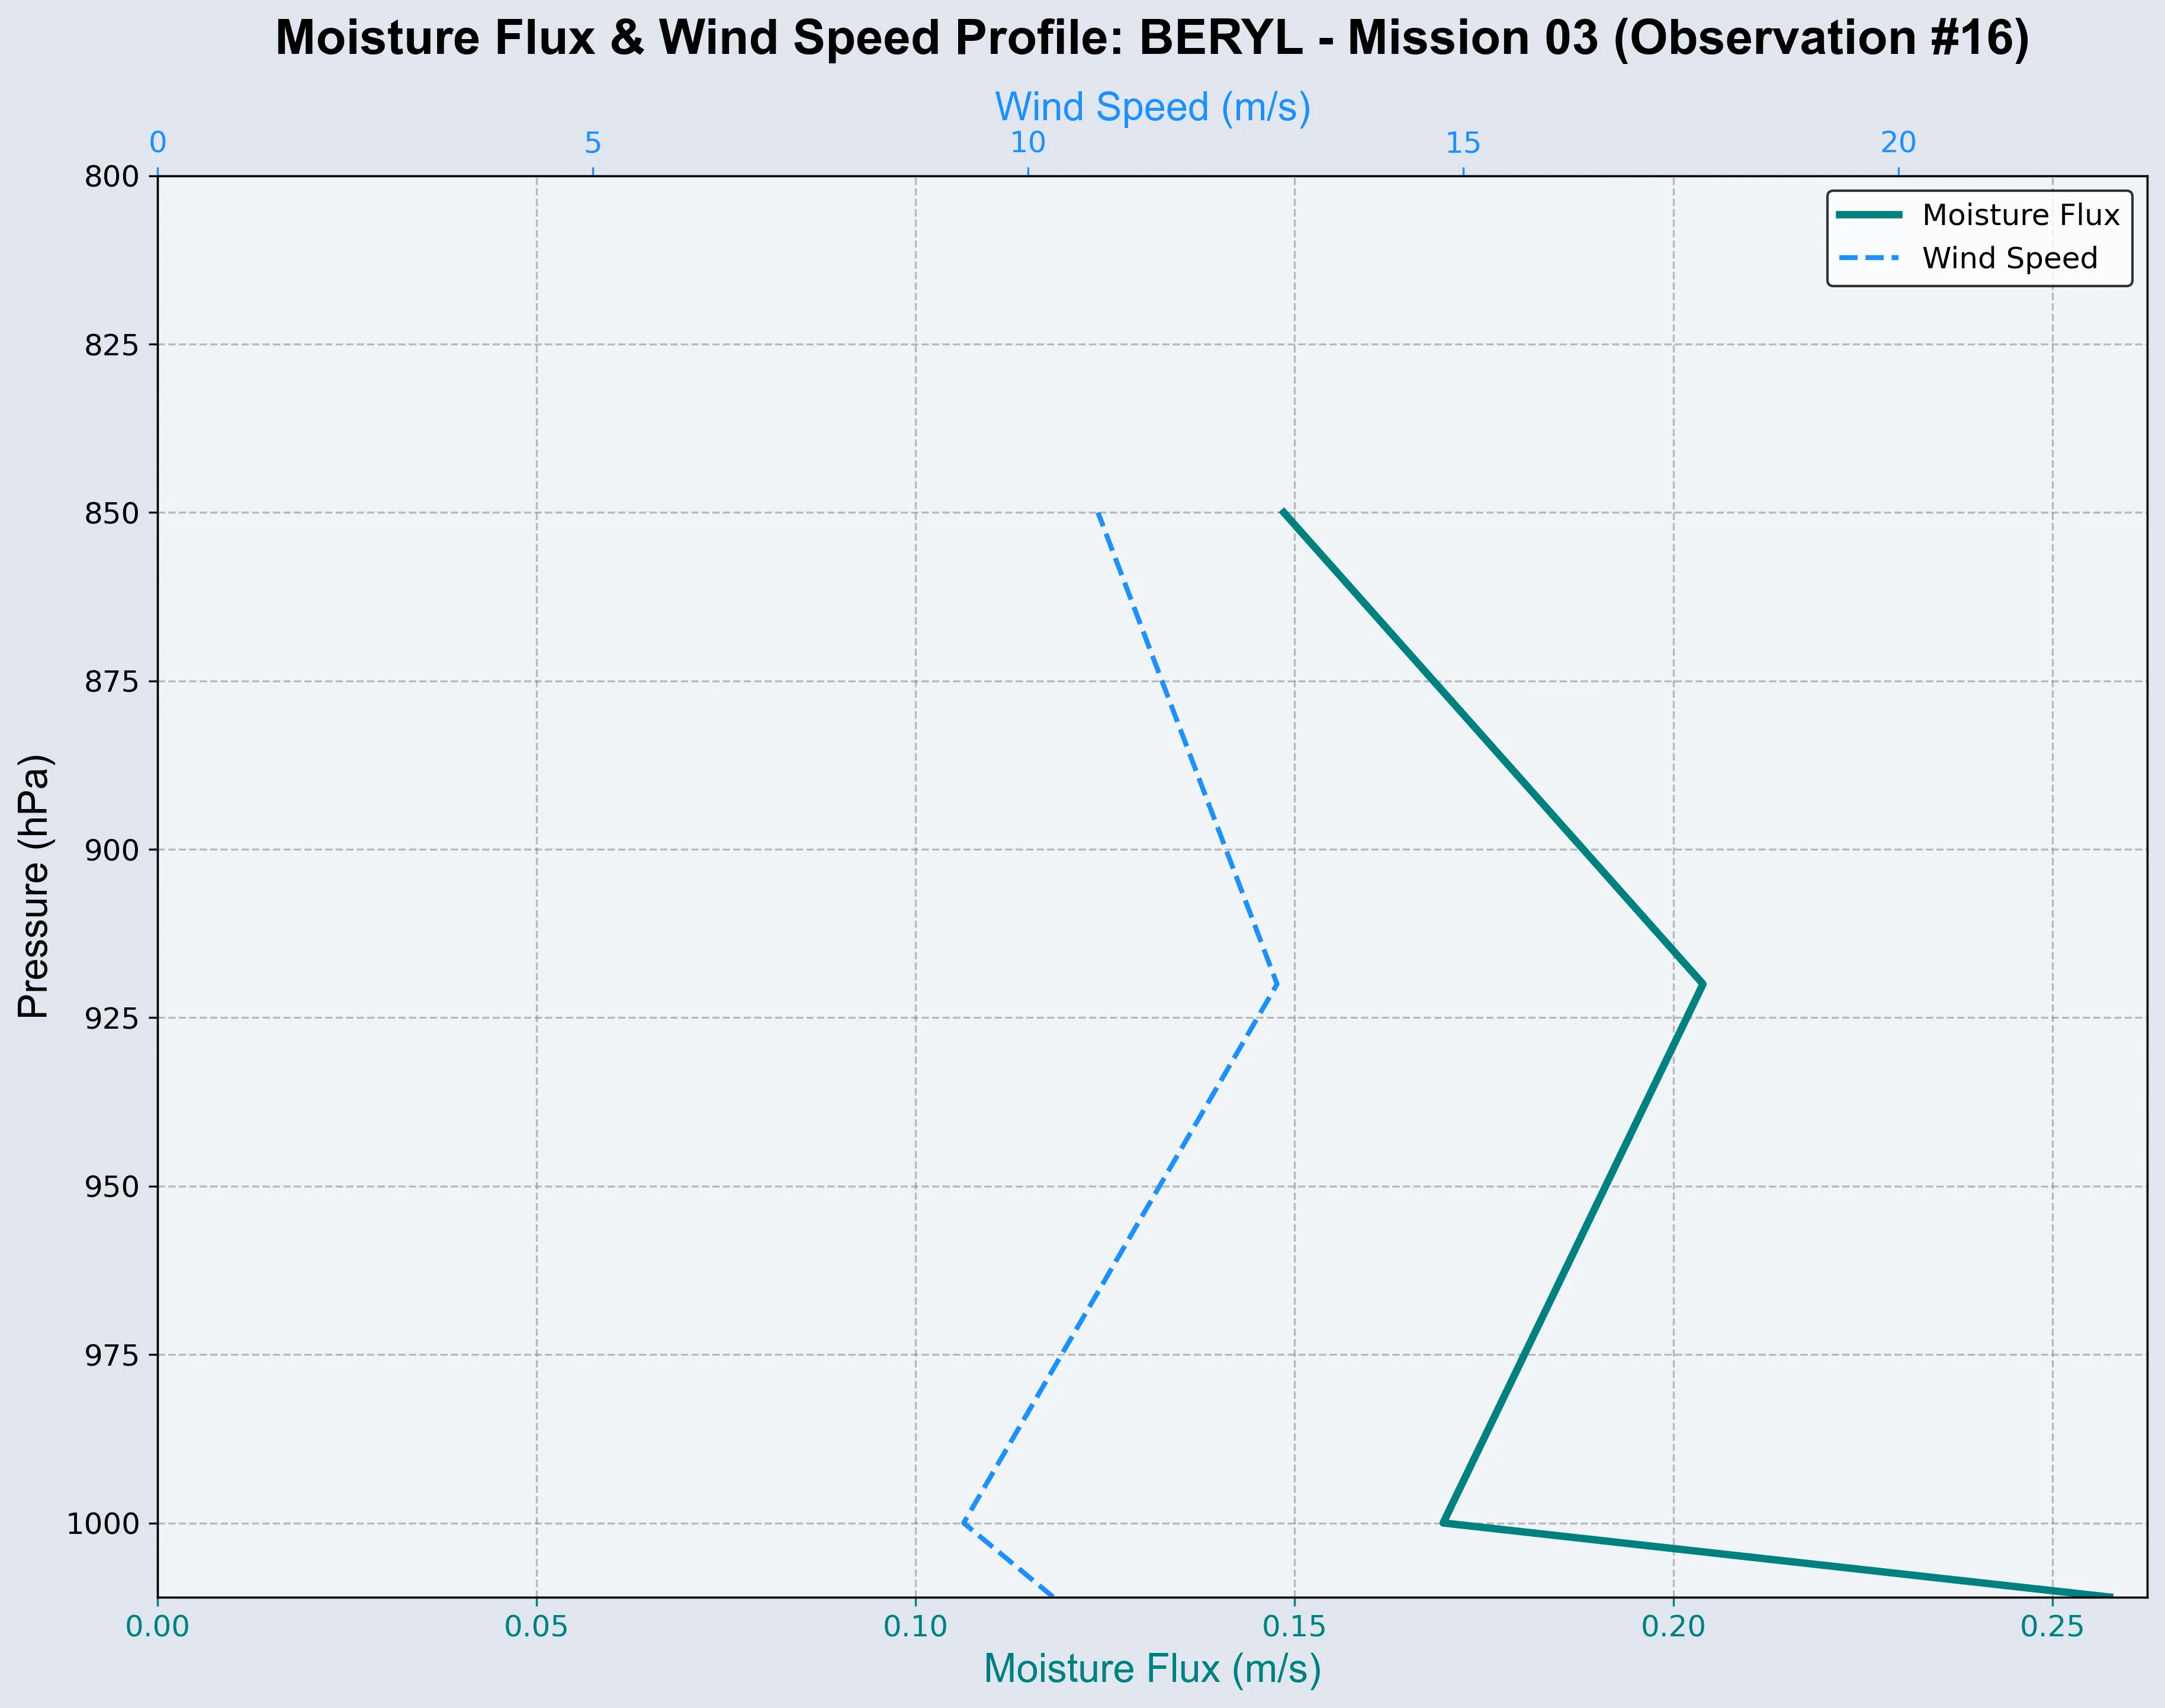 Moisture Flux & Wind Speed Profile: BERYL - Mission 03 (Observation #16)
Wind Speed (m/s)
0 5 10 15 20
Moisture Flux
Wind Speed
Pressure (hPa)
800
825
850
875
900
925
950
975
1000
0.00 0.05 0.10 0.15 0.20 0.25
Moisture Flux (m/s)